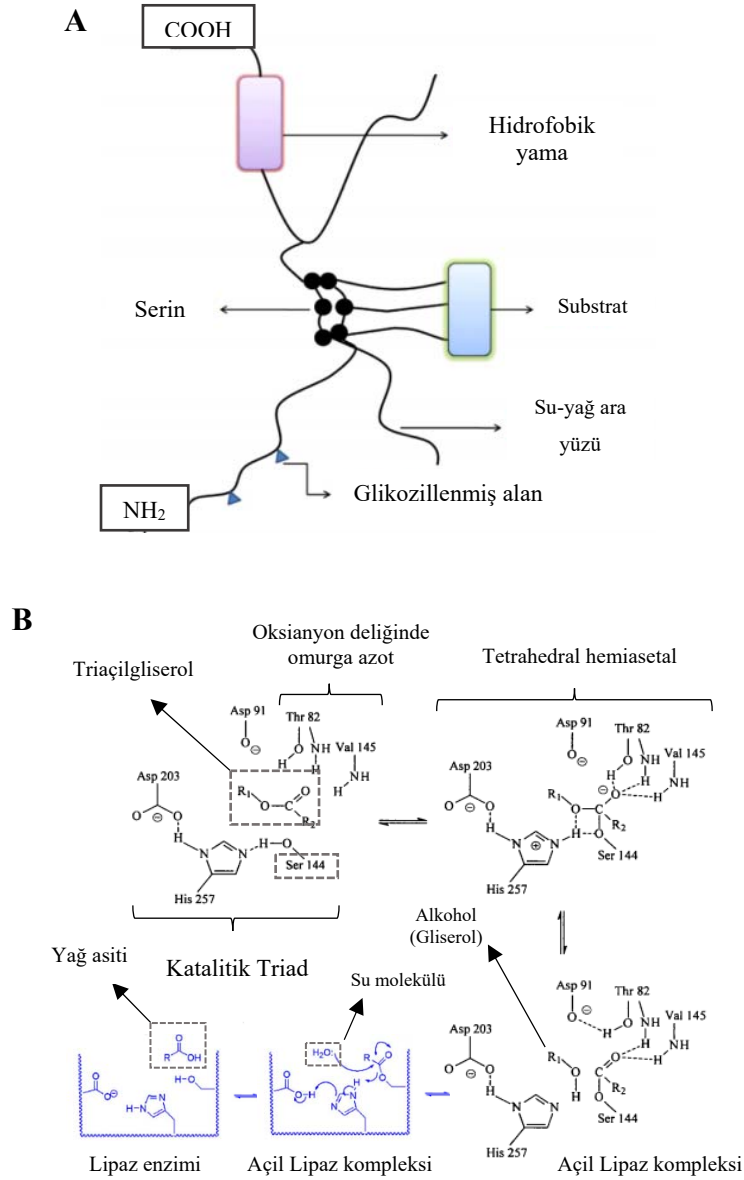 A
COOH
Hidrofobik
yama
Serin
Substrat
Su-yağ ara
yüzü
Glikozillenmiş alan
NH2
B
Oksianyon deliğinde
omurga azot
Triaçilgliserol
Tetrahedral hemiasetal
Asp 91
Thr 82
Val 145
Asp 203
O ⊖
O
NH
H
H
NH
H
R1
O
C
O
R2
O
O
⊖
H
N
N
H
O
Ser 144
His 257
Asp 91
Thr 82
Val 145
Asp 203
O
⊖
H
O
NH
H
NH
H
⊖
O
R1
O
C
R2
H
O
O
O
⊖
H
N
⊕
N
Ser 144
His 257
Katalitik Triad
Yağ asiti
Alkohol
(Gliserol)
Su molekülü
Asp 91
Thr 82
Val 145
Asp 203
O ⊖
H
O
NH
H
NH
H
R1
O
H
O
C
R2
O
Ser 144
O
O
⊖
H
N
N
His 257
H2O:
R
O
O
O
O
H
N
N
H
R
O
OH
O
O⊖
H
N
N
H-O
Lipaz enzimi
Açil Lipaz kompleksi
Açil Lipaz kompleksi